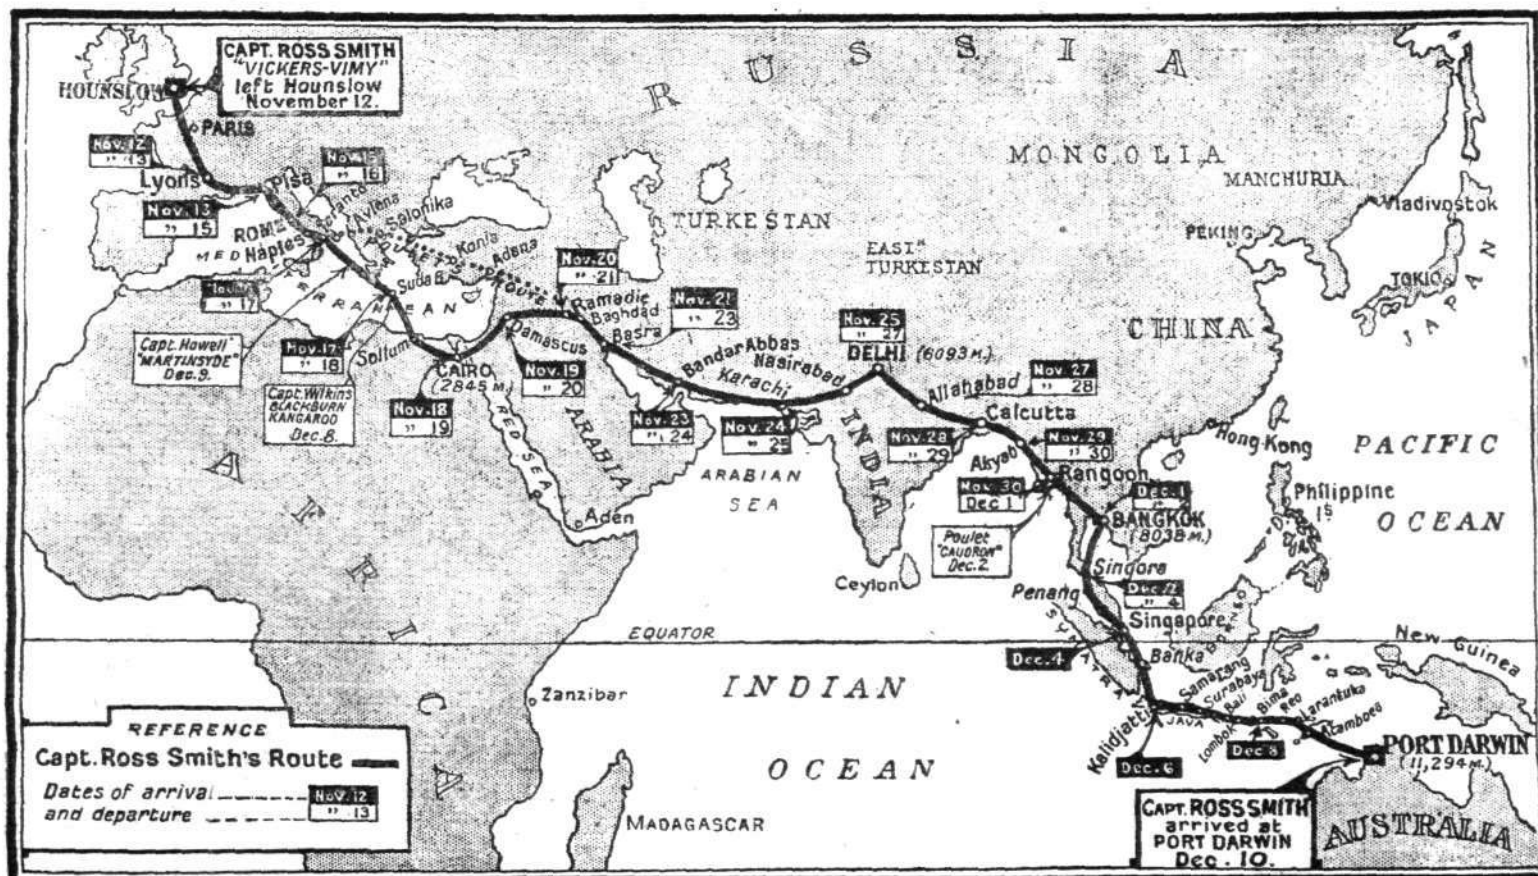 CAPT. ROSS SMITH
"VICKERS-VIMY"
left Hounslow
November 12.
RUSSIA
HOUNSLOW
PARIS
Nov. 12
" 13
Lyons
Pisa
Nov. 13
" 15
16
ROME
Naples
Taranto
Avlona
Salonika
Konia
Adana
POULET'S ROUTE
MEDITERRANEAN
Suda B.
17
Nov. 17
" 18
Sollum
CAIRO
(2845 M.)
Nov. 18
" 19
Capt. Howell
"MARTINSYDE"
Dec. 9.
Capt. Wilkins
BLACKBURN
KANGAROO
Dec. 8.
Damascus
Nov. 19
" 20
Nov. 20
" 21
Ramadie
Baghdad
Basra
Nov. 21
" 23
Bandar Abbas
Nov. 23
" 24
Karachi
Nov. 24
" 25
Nasirabad
Nov. 25
" 27
DELHI (6093 M.)
Allahabad
Nov. 27
" 28
Calcutta
Nov. 28
" 29
Akyab
Nov. 29
" 30
Rangoon
Nov. 30
Dec 1
Poulet
"CAUDRON"
Dec. 2
Dec. 1
BANGKOK
(8038 M.)
Singora
Dec. 2
" 4
Penang
Singapore
Dec. 4
SUMATRA
BORNEO
Banka
Kalidjatti
Dec. 6
JAVA
Samarang
Surabaya
Bali
Lombok
Bima
Reo
Dec 8
Larantuka
Atamboea
PORT DARWIN
(11,294 M.)
CAPT. ROSS SMITH
arrived at
PORT DARWIN
Dec. 10.
AUSTRALIA
New Guinea
MONGOLIA
MANCHURIA
Vladivostok
PEKING
TOKIO
JAPAN
TURKESTAN
EAST N
TURKESTAN
CHINA
Hong-Kong
Philippine
Is
PACIFIC
OCEAN
INDIA
Ceylon
ARABIAN
SEA
ARABIA
RED SEA
Aden
AFRICA
EQUATOR
INDIAN
OCEAN
Zanzibar
MADAGASCAR
REFERENCE
Capt. Ross Smith's Route
Dates of arrival
and departure
Nov. 12
" 13